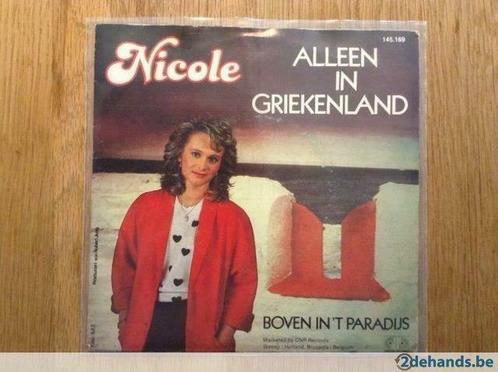 Nicole
145.169
ALLEEN
IN
GRIEKENLAND
BOVEN IN 'T PARADIJS
Marketed by CNR Records
2dehands.be